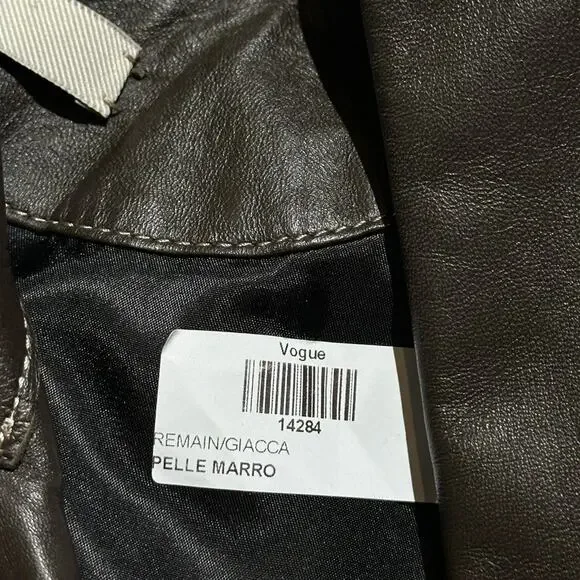 Vogue
14284
REMAIN/GIACCA
PELLE MARRO